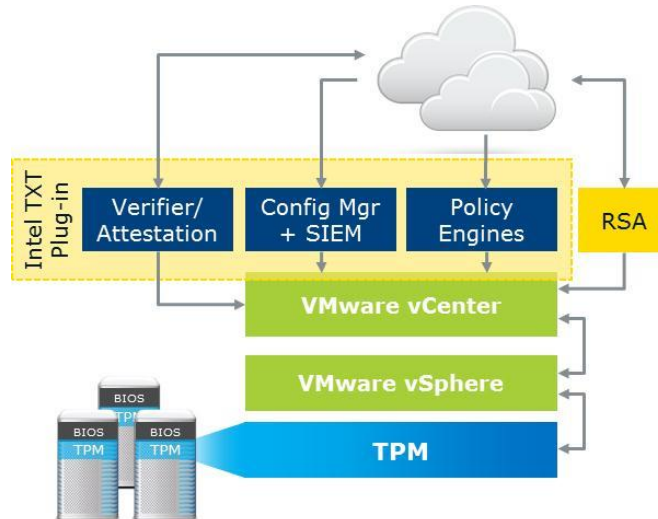 Intel TXT
Plug-in
Verifier/
Attestation
Config Mgr
+ SIEM
Policy
Engines
RSA
VMware vCenter
VMware vSphere
TPM
BIOS
TPM
BIOS
TPM
BIOS
TPM